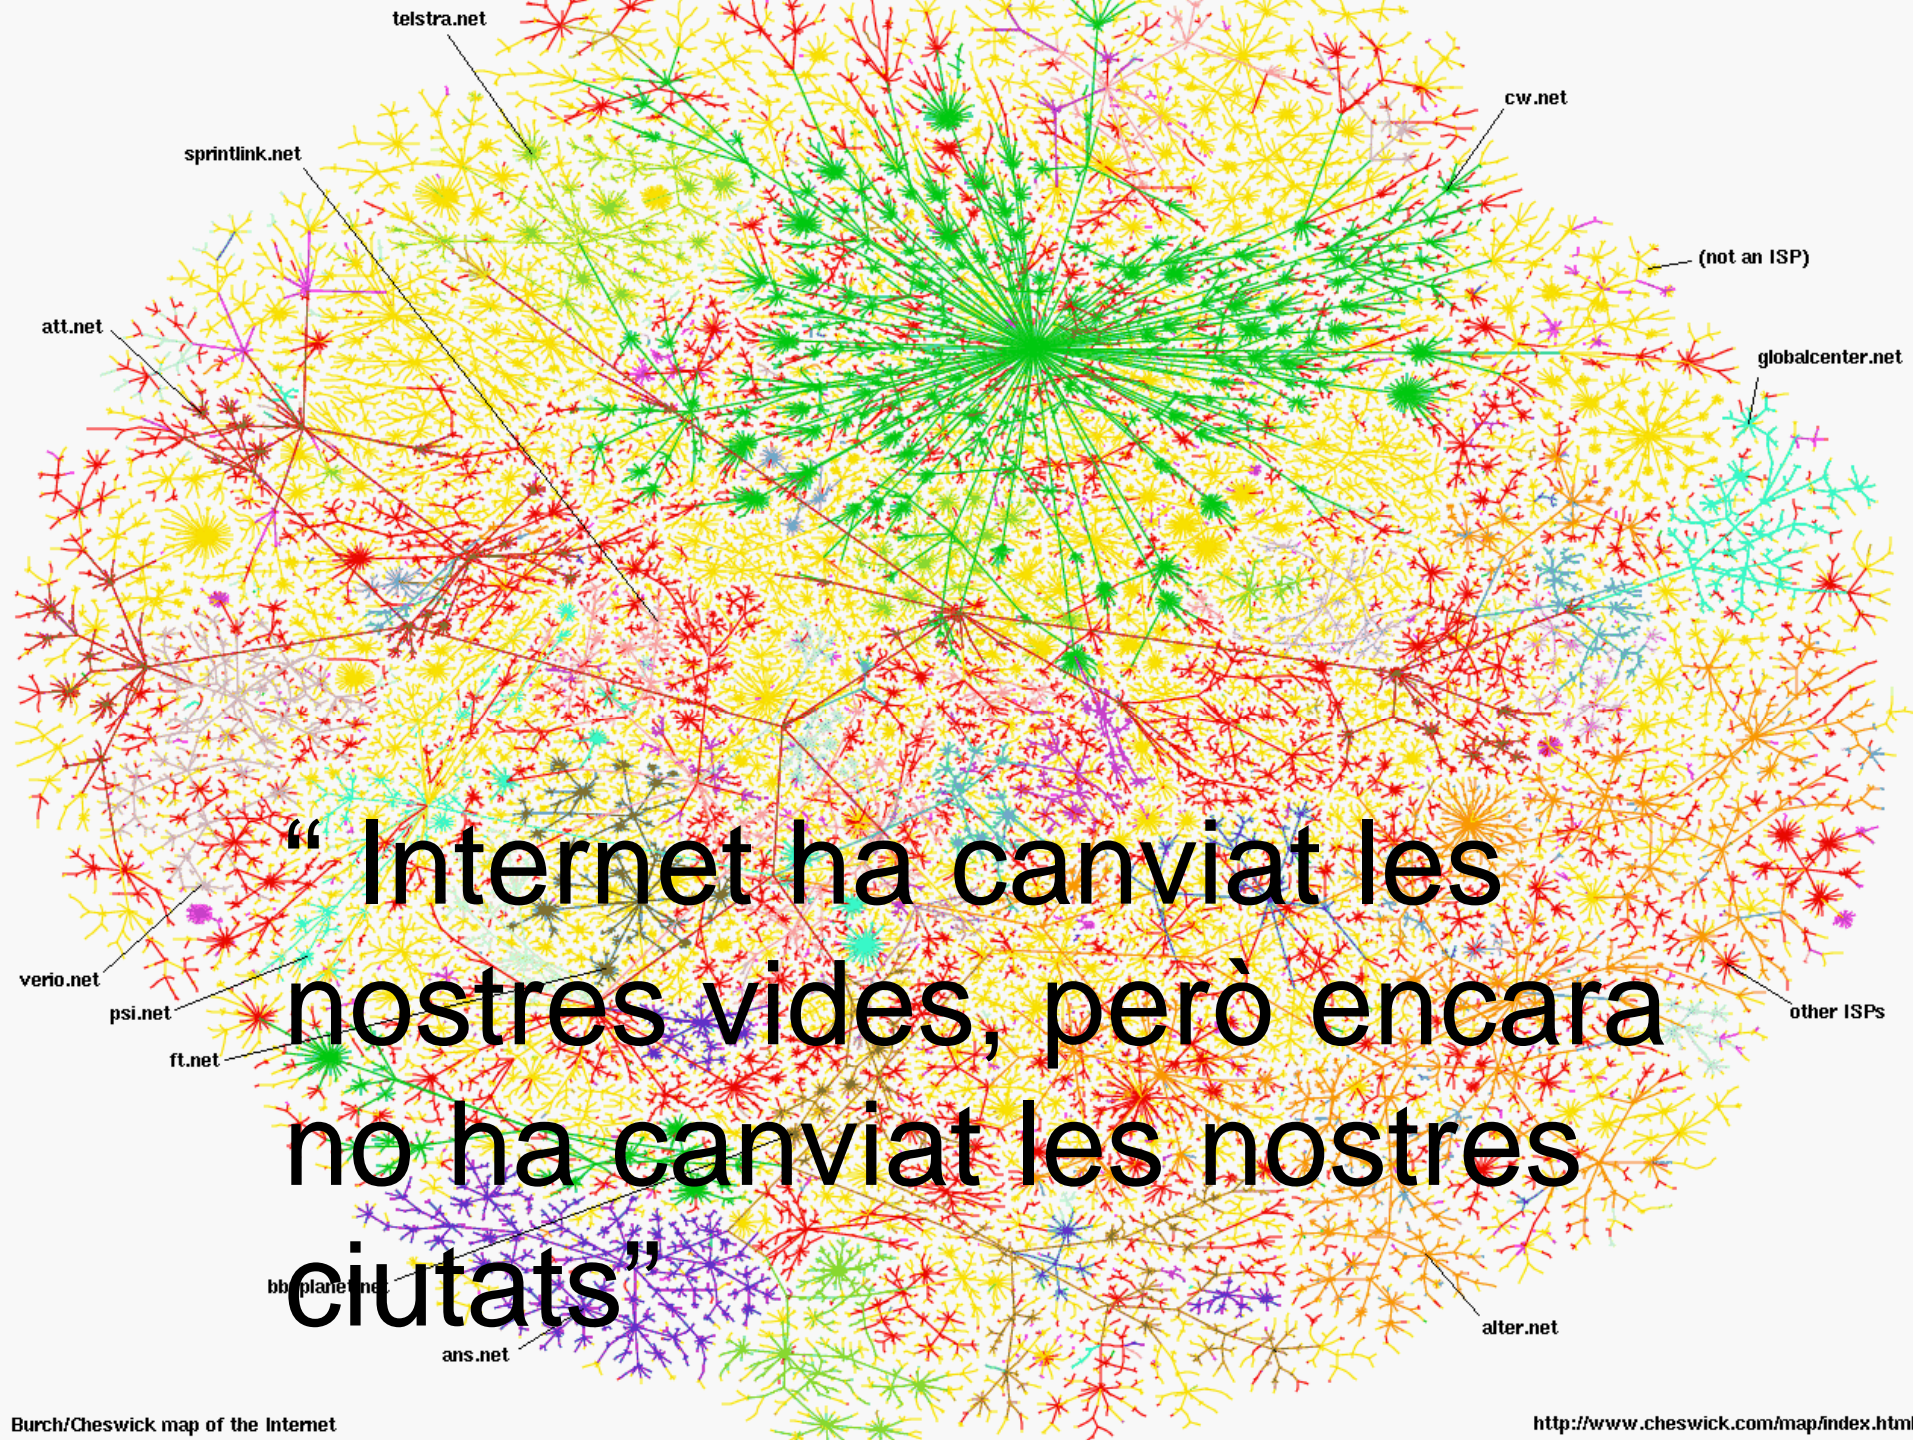 telstra.net
cw.net
sprintlink.net
(not an ISP)
att.net
globalcenter.net
“ Internet ha canviat les
nostres vides, però encara
no ha canviat les nostres
ciutats”
verio.net
psi.net
other ISPs
ft.net
alter.net
ans.net
Burch/Cheswick map of the Internet
http://www.cheswick.com/map/index.html